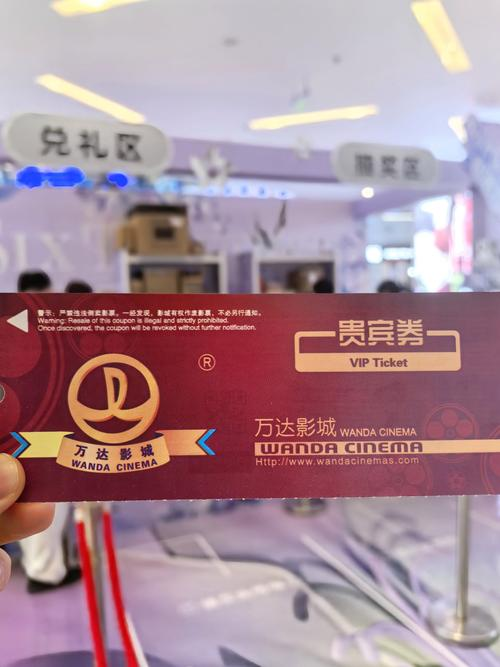 兑礼区
抽奖区
警示：严禁违法倒卖影票，一经发现，影城有权作废影票，不必另行通知。
Warning: Resale of this coupon is illegal and strictly prohibited.
Once discovered, the coupon will be revoked without further notification.
贵宾券
VIP Ticket
®
万达影城
WANDA CINEMA
万达影城 WANDA CINEMA
WANDA CINEMA
Http://www.wandacinemas.com